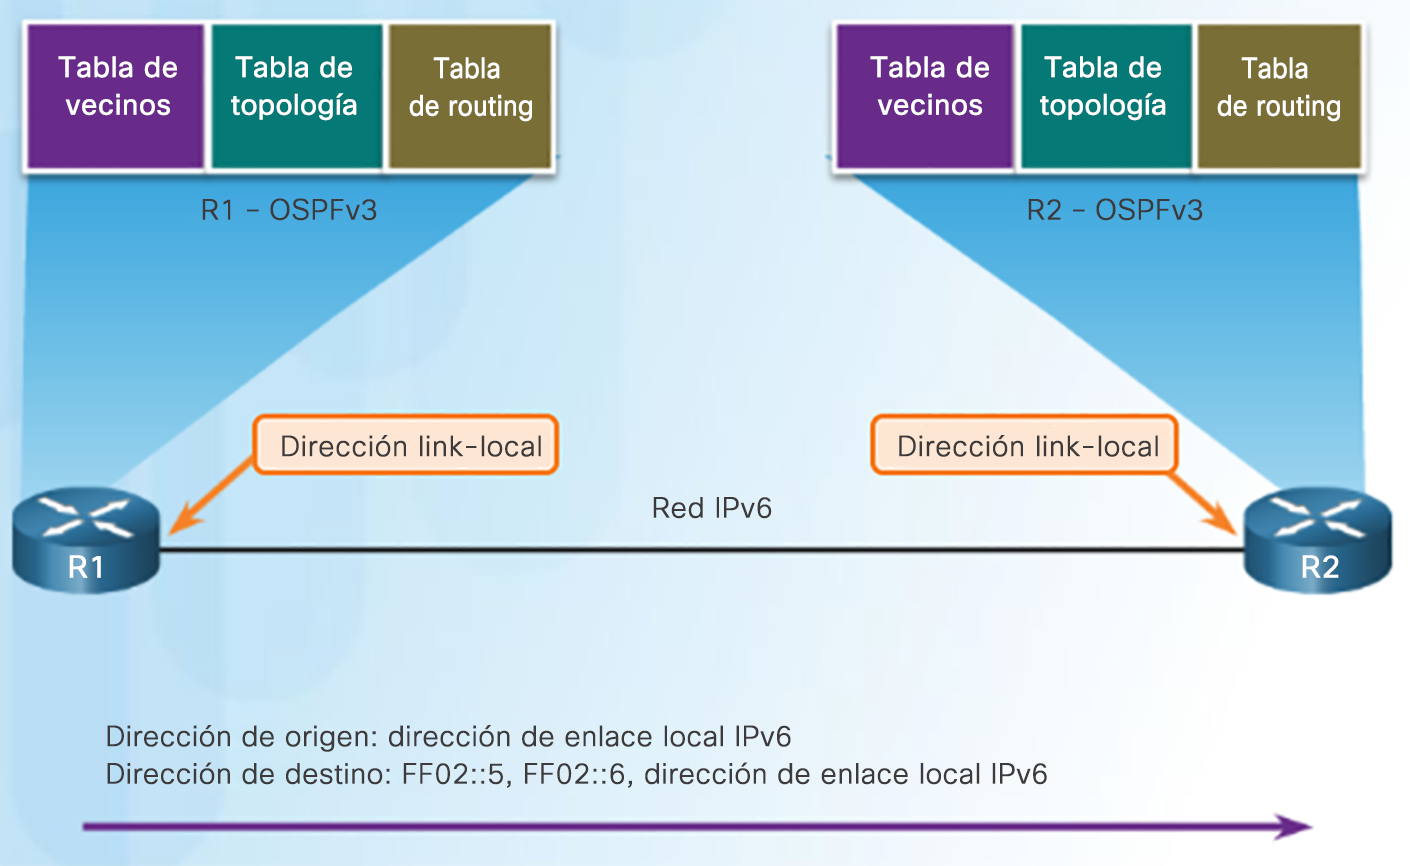 Tabla de
vecinos
Tabla de
topología
Tabla
de routing
Tabla de
vecinos
Tabla de
topología
Tabla
de routing
R1 – OSPFv3
R2 – OSPFv3
Dirección link-local
Dirección link-local
Red IPv6
R1
R2
Dirección de origen: dirección de enlace local IPv6
Dirección de destino: FF02::5, FF02::6, dirección de enlace local IPv6